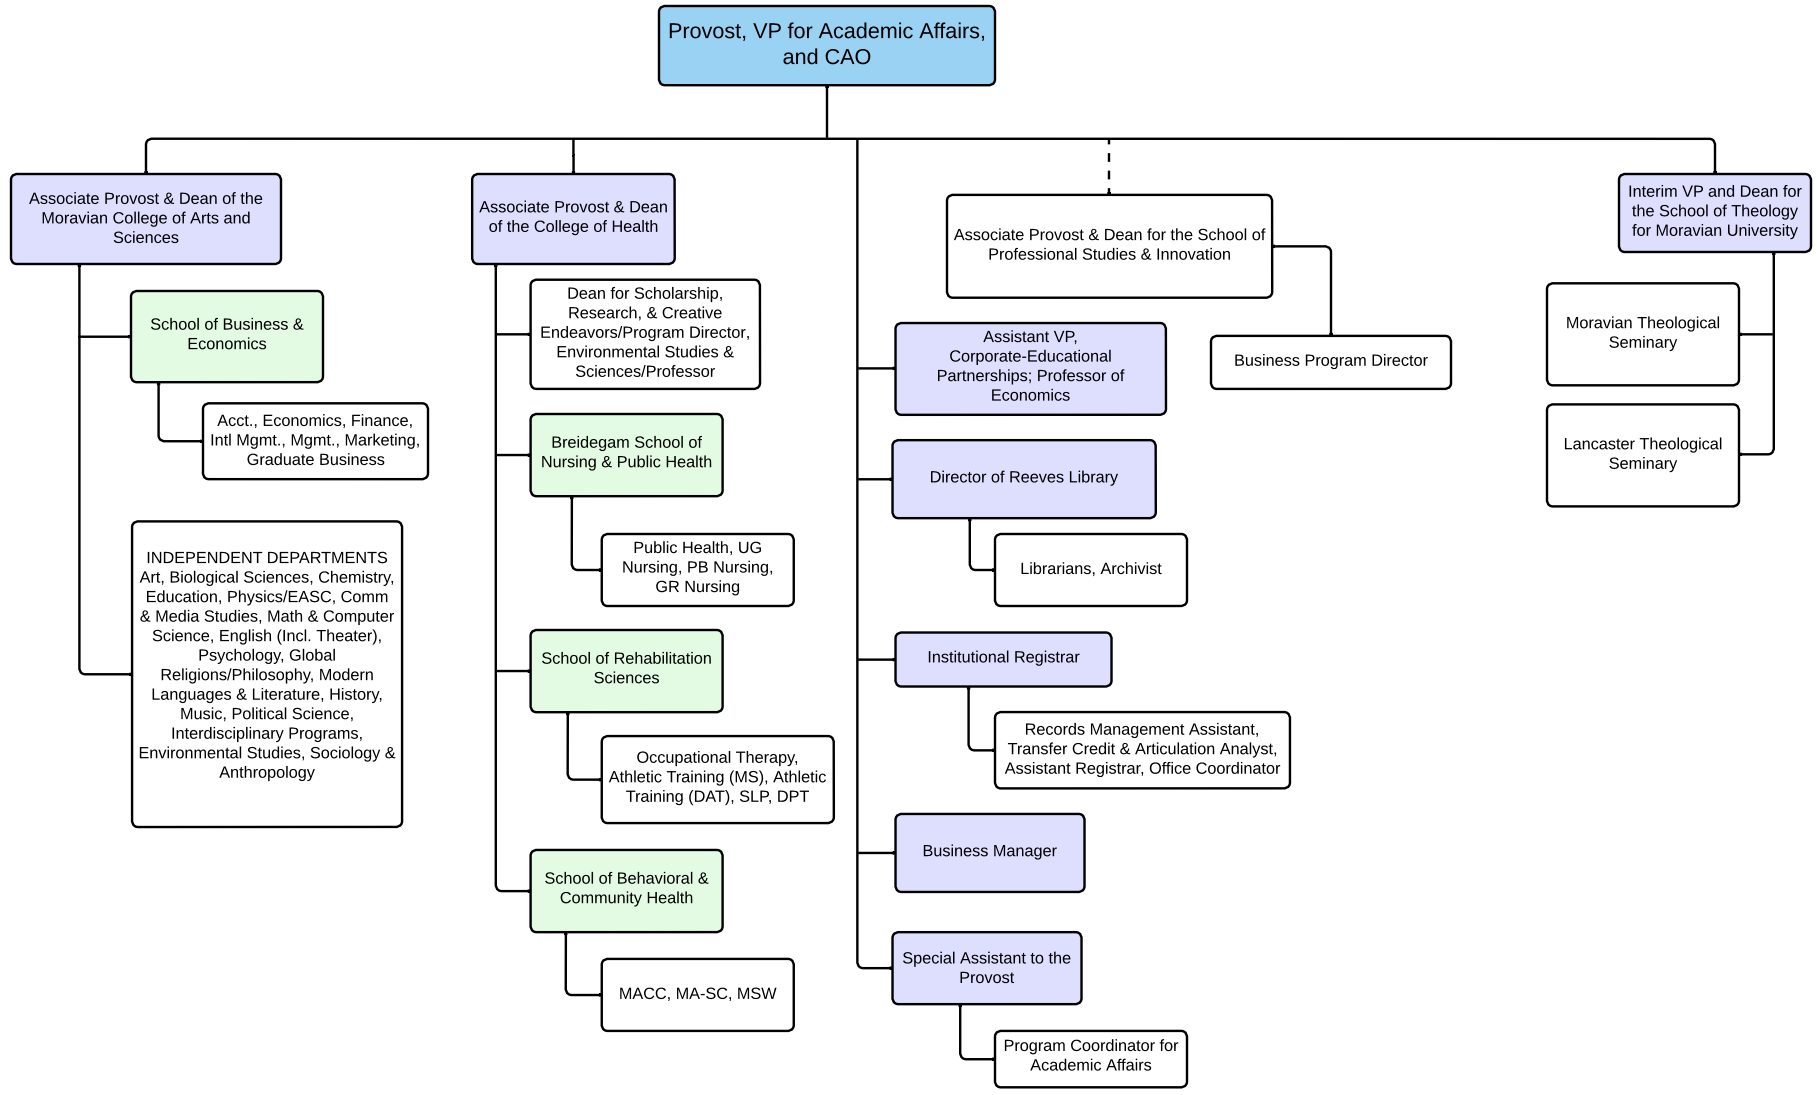 Provost, VP for Academic Affairs,
and CAO
Associate Provost & Dean of the
Moravian College of Arts and
Sciences
School of Business &
Economics
Acct., Economics, Finance,
Intl Mgmt., Mgmt., Marketing,
Graduate Business
INDEPENDENT DEPARTMENTS
Art, Biological Sciences, Chemistry,
Education, Physics/EASC, Comm
& Media Studies, Math & Computer
Science, English (Incl. Theater),
Psychology, Global
Religions/Philosophy, Modern
Languages & Literature, History,
Music, Political Science,
Interdisciplinary Programs,
Environmental Studies, Sociology &
Anthropology
Associate Provost & Dean
of the College of Health
Dean for Scholarship,
Research, & Creative
Endeavors/Program Director,
Environmental Studies &
Sciences/Professor
Breidegam School of
Nursing & Public Health
Public Health, UG
Nursing, PB Nursing,
GR Nursing
School of Rehabilitation
Sciences
Occupational Therapy,
Athletic Training (MS), Athletic
Training (DAT), SLP, DPT
School of Behavioral &
Community Health
MACC, MA-SC, MSW
Associate Provost & Dean for the School of
Professional Studies & Innovation
Business Program Director
Assistant VP,
Corporate-Educational
Partnerships; Professor of
Economics
Director of Reeves Library
Librarians, Archivist
Institutional Registrar
Records Management Assistant,
Transfer Credit & Articulation Analyst,
Assistant Registrar, Office Coordinator
Business Manager
Special Assistant to the
Provost
Program Coordinator for
Academic Affairs
Interim VP and Dean for
the School of Theology
for Moravian University
Moravian Theological
Seminary
Lancaster Theological
Seminary